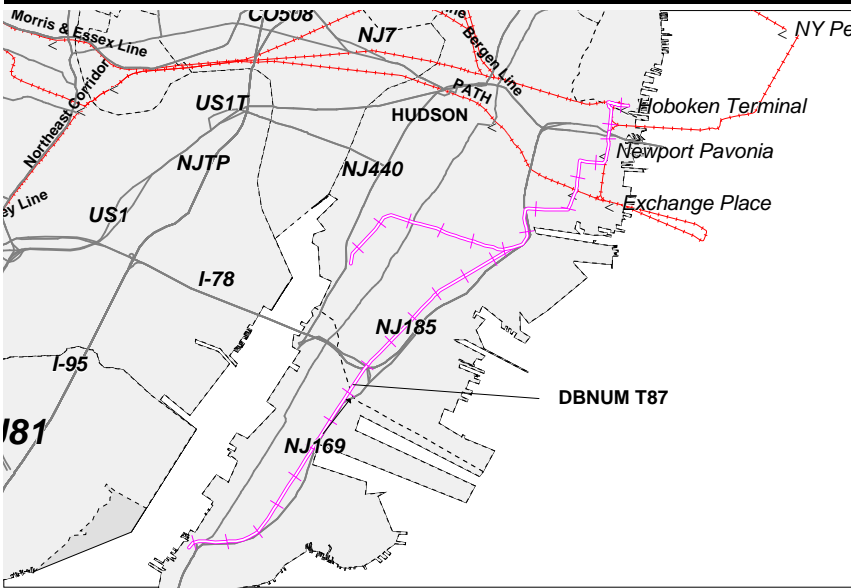 CO508
Morris & Essex Line
NJ7
ne
Bergen Line
NY Pe
Northeast Corridor
US1T
PATH
HUDSON
Hoboken Terminal
NJTP
NJ440
Newport Pavonia
ey Line
US1
Exchange Place
I-78
NJ185
I-95
DBNUM T87
J81
NJ169